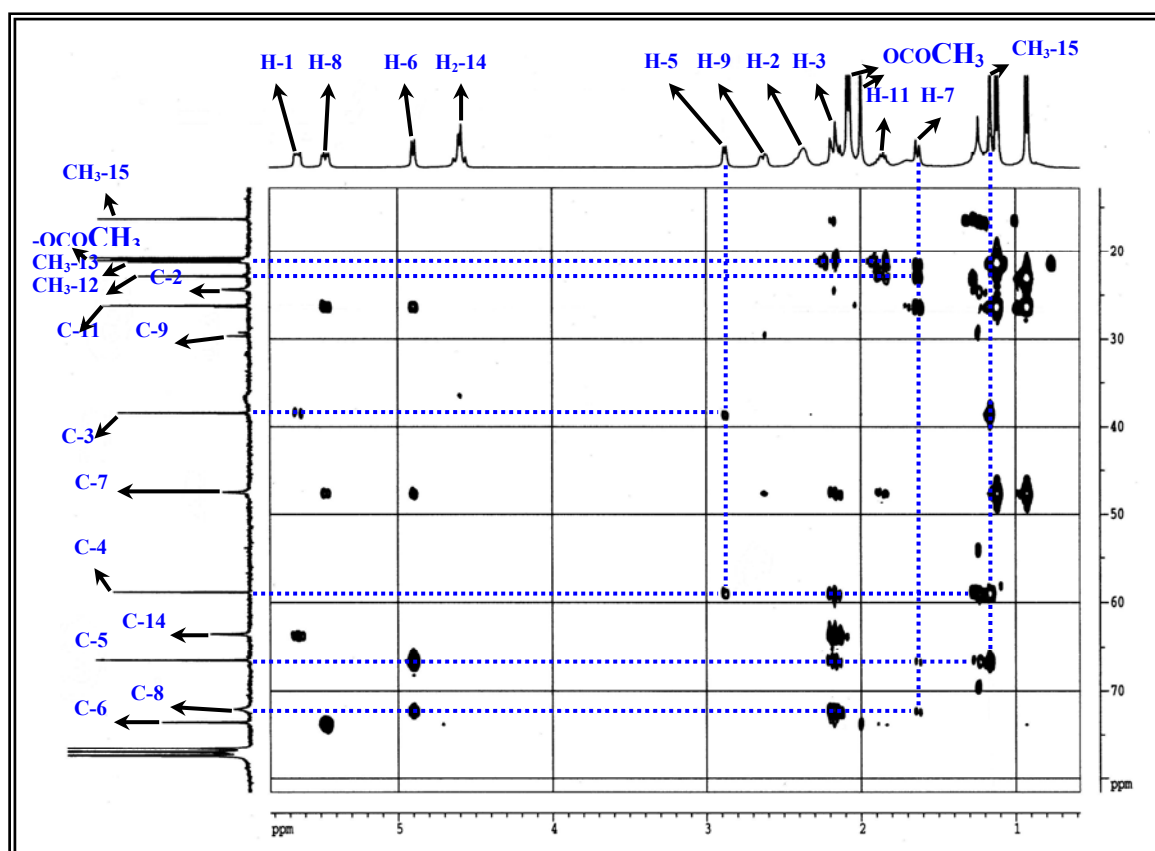 H-1 H-8 H-6 H₂-14 H-5 H-9 H-2 H-3 OCOCH₃ CH₃-15
H-11 H-7
CH₃-15
-OCOCH₃
CH₃-13
CH₃-12 C-2
C-11 C-9
C-3
C-7
C-4
C-14
C-5
C-8
C-6
20
30
40
50
60
70
ppm
ppm 5 4 3 2 1